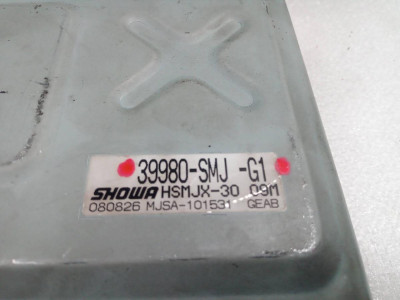 39980-SMJ -G1
SHOWA HSMJX-30 09M
080826 MJSA-101531 GEAB